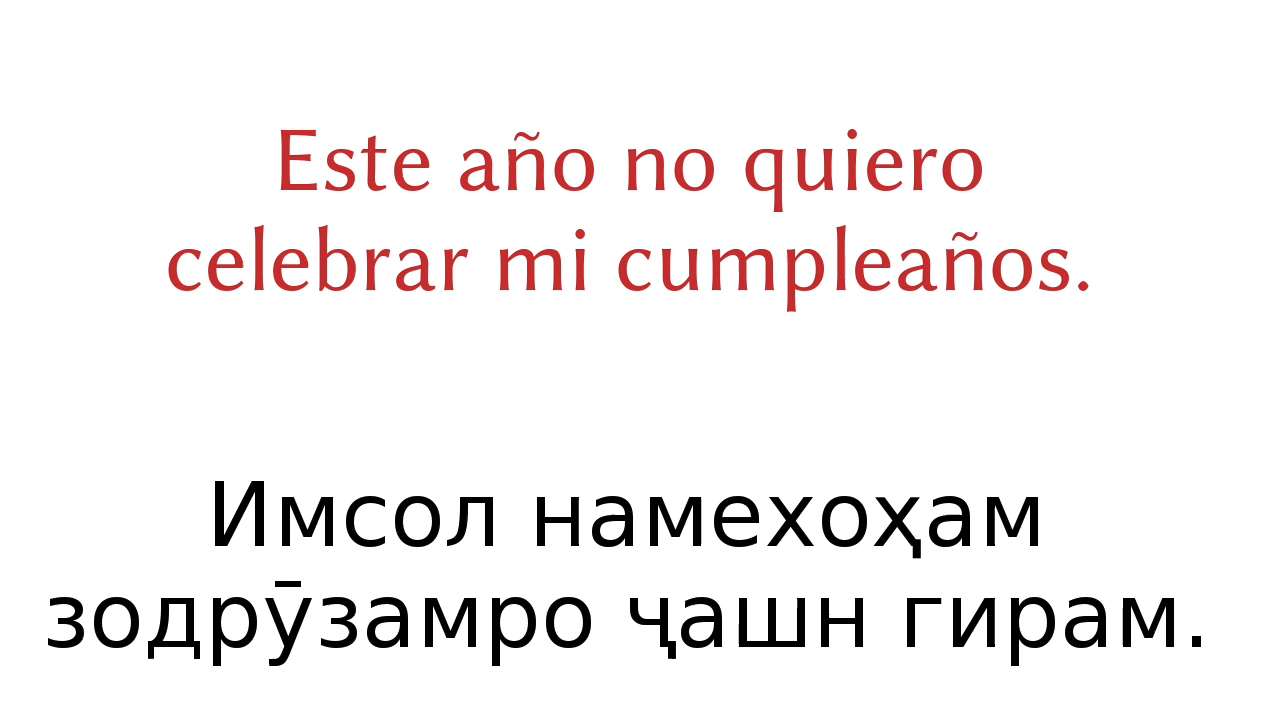 Este año no quiero
celebrar mi cumpleaños.
Имсол намехоҳам
зодрӯзамро ҷашн гирам.